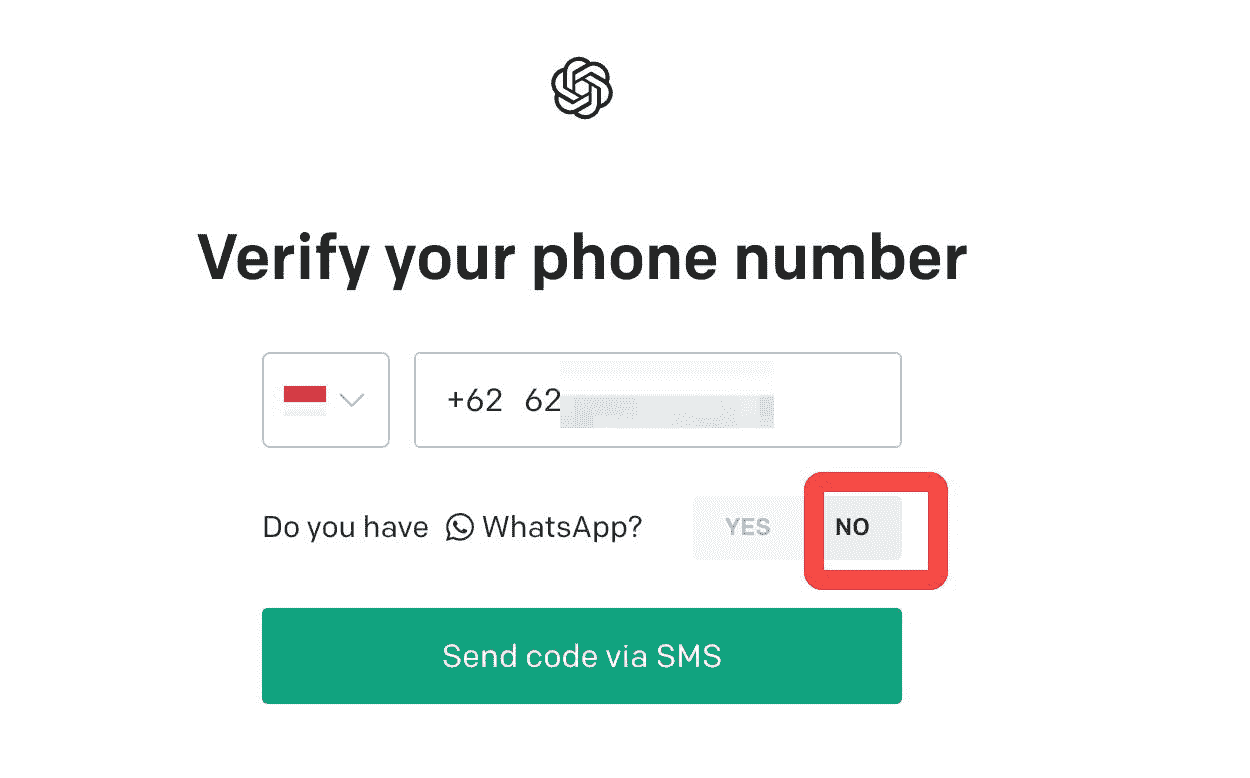 Verify your phone number
+62 62
Do you have WhatsApp? YES NO
Send code via SMS